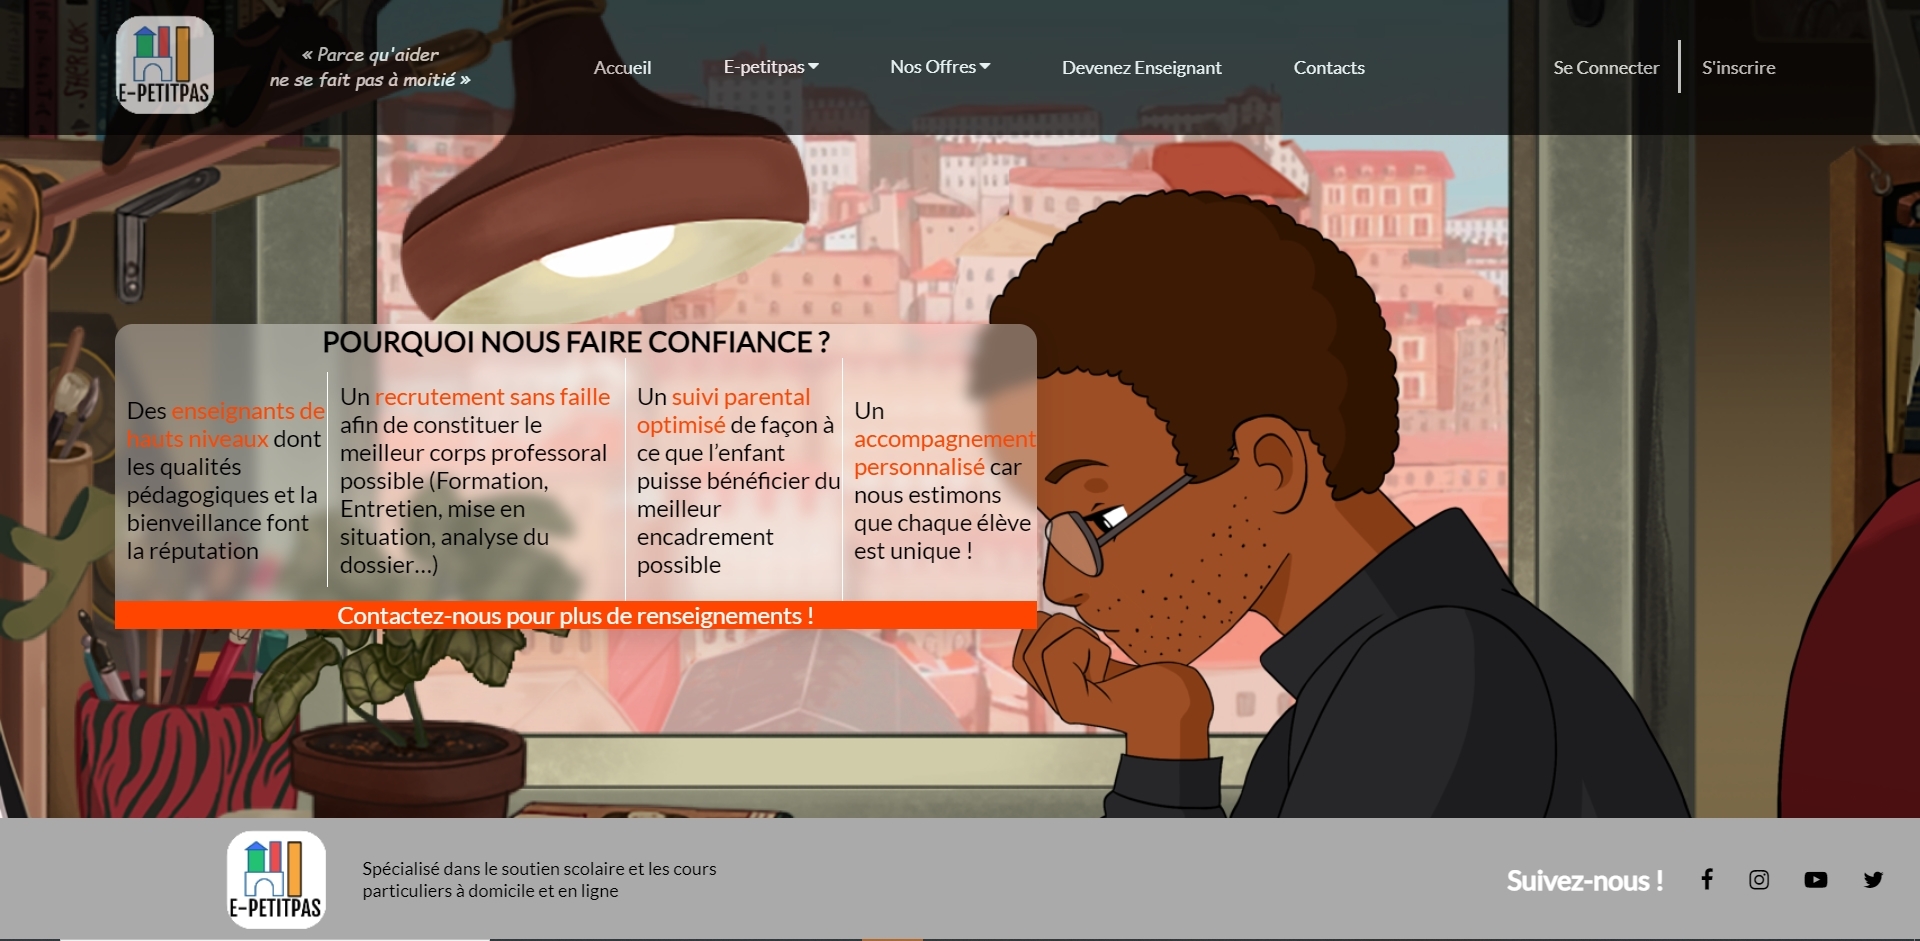 E-PETITPAS
« Parce qu'aider
ne se fait pas à moitié »
Accueil
E-petitpas
Nos Offres
Devenez Enseignant
Contacts
Se Connecter
S'inscrire
SHERLOK
POURQUOI NOUS FAIRE CONFIANCE ?
Des enseignants de
hauts niveaux dont
les qualités
pédagogiques et la
bienveillance font
la réputation
Un recrutement sans faille
afin de constituer le
meilleur corps professoral
possible (Formation,
Entretien, mise en
situation, analyse du
dossier...)
Un suivi parental
optimisé de façon à
ce que l’enfant
puisse bénéficier du
meilleur
encadrement
possible
Un
accompagnement
personnalisé car
nous estimons
que chaque élève
est unique !
Contactez-nous pour plus de renseignements !
E-PETITPAS
Spécialisé dans le soutien scolaire et les cours
particuliers à domicile et en ligne
Suivez-nous !